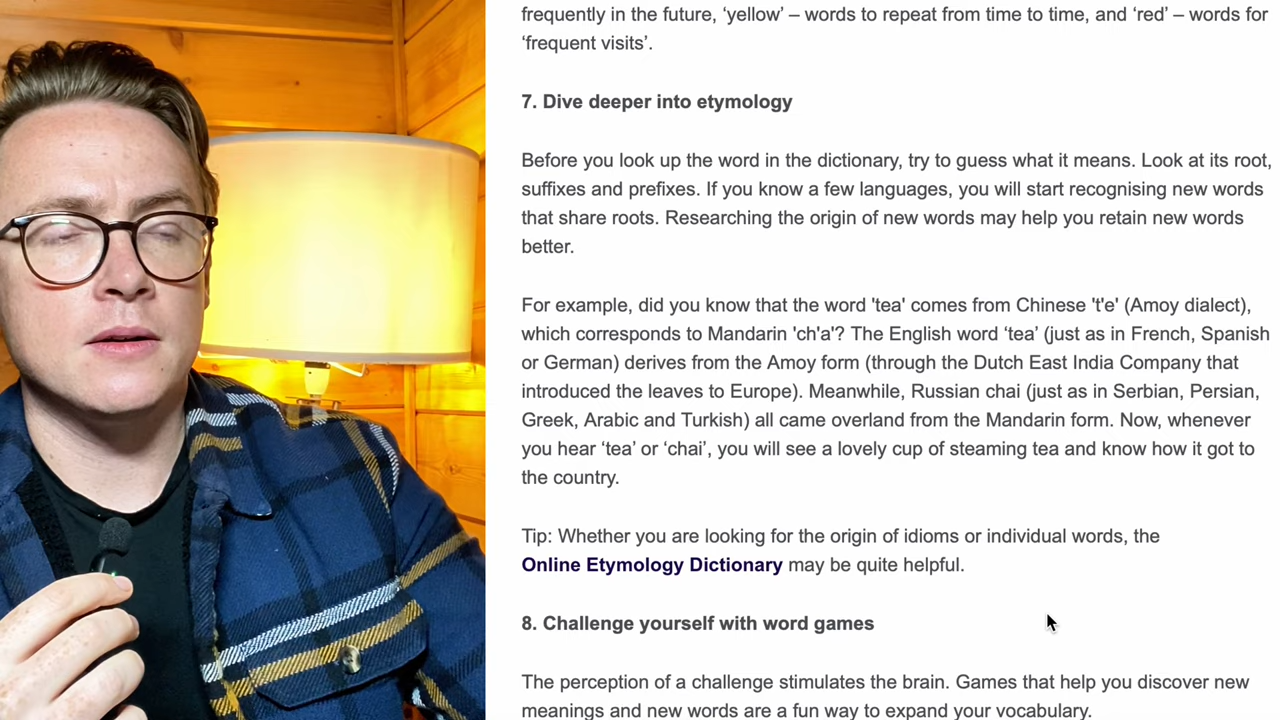 frequently in the future, ‘yellow’ – words to repeat from time to time, and ‘red’ – words for
‘frequent visits’.
7. Dive deeper into etymology
Before you look up the word in the dictionary, try to guess what it means. Look at its root,
suffixes and prefixes. If you know a few languages, you will start recognising new words
that share roots. Researching the origin of new words may help you retain new words
better.
For example, did you know that the word 'tea' comes from Chinese 't'e' (Amoy dialect),
which corresponds to Mandarin 'ch'a'? The English word ‘tea’ (just as in French, Spanish
or German) derives from the Amoy form (through the Dutch East India Company that
introduced the leaves to Europe). Meanwhile, Russian chai (just as in Serbian, Persian,
Greek, Arabic and Turkish) all came overland from the Mandarin form. Now, whenever
you hear ‘tea’ or ‘chai’, you will see a lovely cup of steaming tea and know how it got to
the country.
Tip: Whether you are looking for the origin of idioms or individual words, the
Online Etymology Dictionary may be quite helpful.
8. Challenge yourself with word games
The perception of a challenge stimulates the brain. Games that help you discover new
meanings and new words are a fun way to expand your vocabulary.